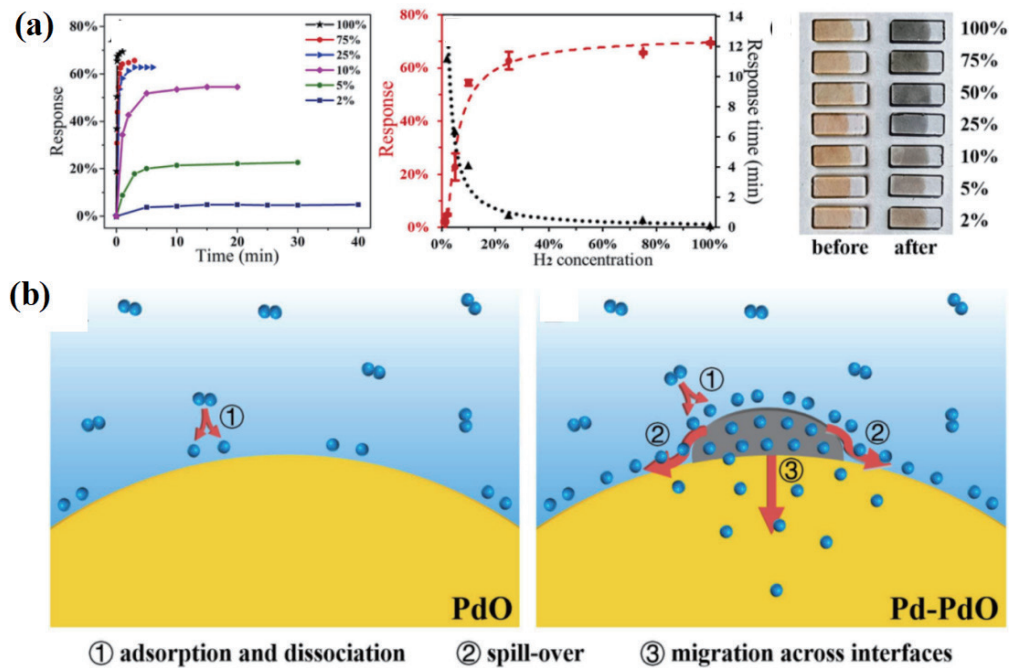 (a)
80%
60%
40%
20%
0%
Response
0 10 20 30 40
Time (min)
100%
75%
25%
10%
5%
2%
80%
60%
40%
20%
0%
Response
0% 20% 40% 60% 80% 100%
H2 concentration
14
12
10
8
6
4
2
0
Response time (min)
(
100%
75%
50%
25%
10%
5%
2%
before after
(b)
①
PdO
①
② ②
③
Pd-PdO
① adsorption and dissociation ② spill-over ③ migration across interfaces